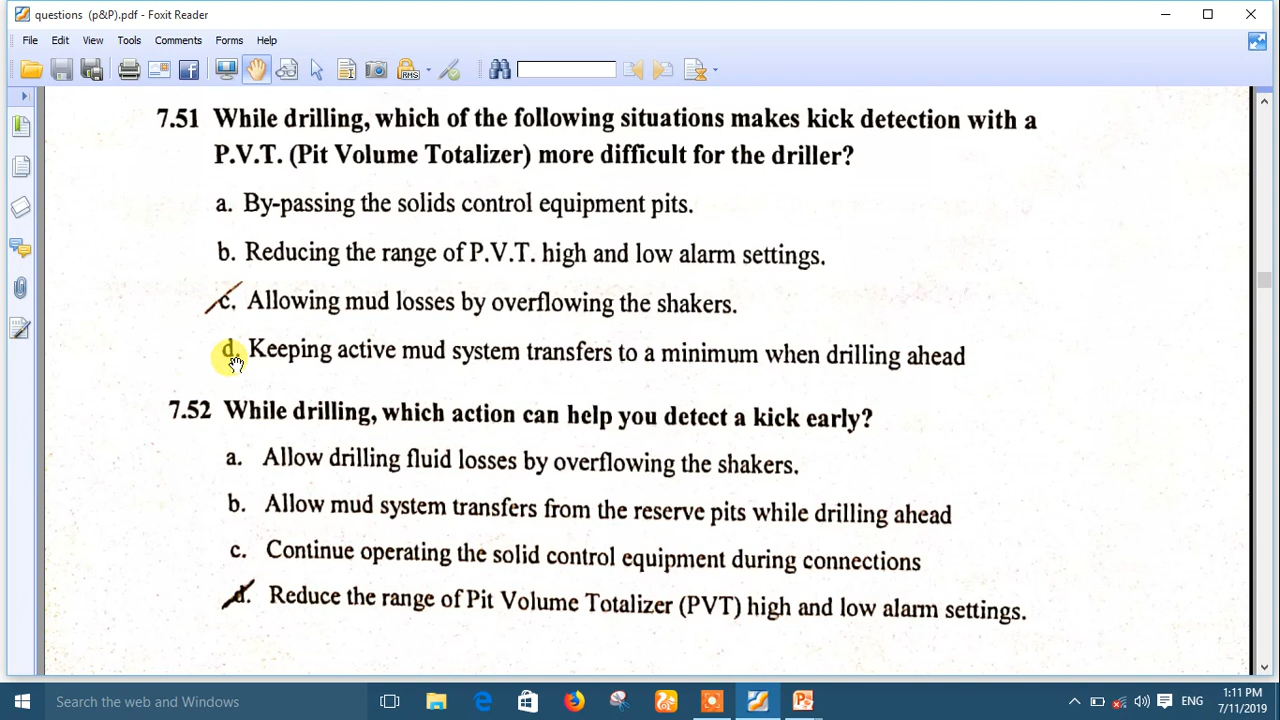 questions (p&P).pdf - Foxit Reader
File Edit View Tools Comments Forms Help
RMS
7.51 While drilling, which of the following situations makes kick detection with a
P.V.T. (Pit Volume Totalizer) more difficult for the driller?
a. By-passing the solids control equipment pits.
b. Reducing the range of P.V.T. high and low alarm settings.
c. Allowing mud losses by overflowing the shakers.
d. Keeping active mud system transfers to a minimum when drilling ahead
7.52 While drilling, which action can help you detect a kick early?
a. Allow drilling fluid losses by overflowing the shakers.
b. Allow mud system transfers from the reserve pits while drilling ahead
c. Continue operating the solid control equipment during connections
d. Reduce the range of Pit Volume Totalizer (PVT) high and low alarm settings.
Search the web and Windows
ENG
1:11 PM
7/11/2019